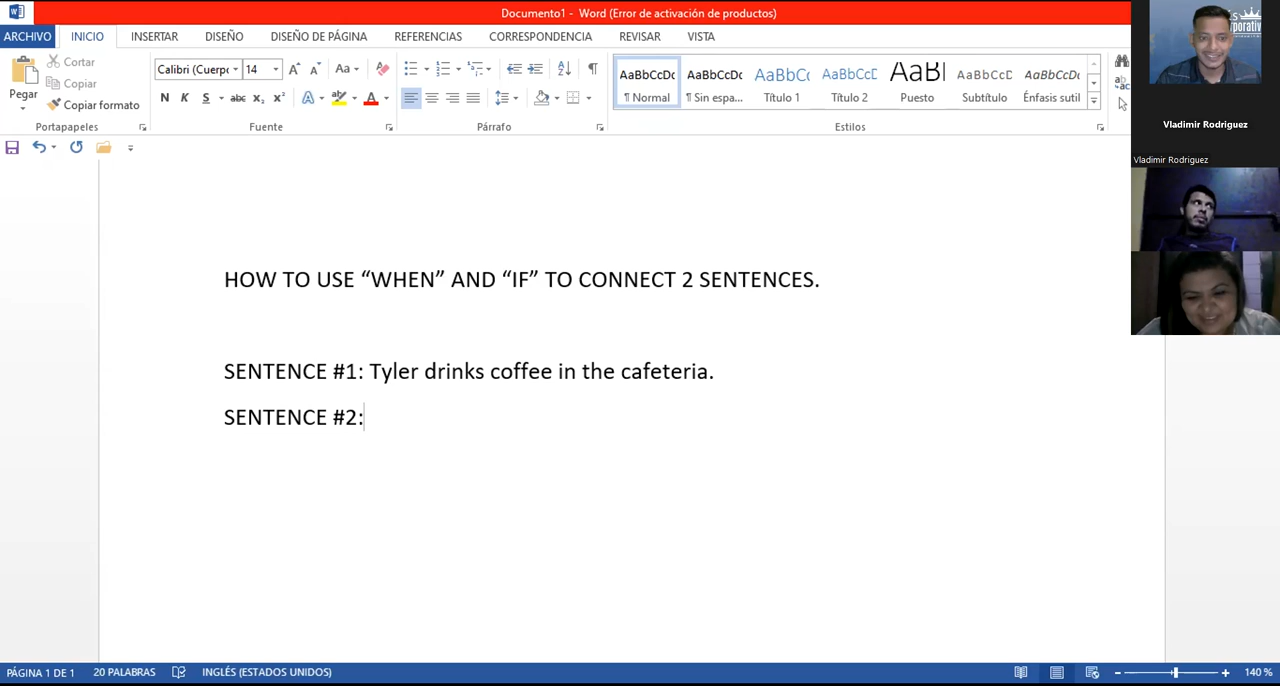 Documento1 - Word (Error de activación de productos)
ARCHIVO INICIO INSERTAR DISEÑO DISEÑO DE PÁGINA REFERENCIAS CORRESPONDENCIA REVISAR VISTA
Pegar
Cortar
Copiar
Copiar formato
Portapapeles
Calibri (Cuerpo 14
N K S abc X₂ X²
Fuente
Párrafo
AaBbCcDc AaBbCcDc AaBbCc AaBbCcD AaBl AaBbCcD AaBbCcDc
¶ Normal ¶ Sin espa... Título 1 Título 2 Puesto Subtítulo Énfasis sutil
Estilos
Vladimir Rodriguez
Vladimir Rodriguez
HOW TO USE “WHEN” AND “IF” TO CONNECT 2 SENTENCES.
SENTENCE #1: Tyler drinks coffee in the cafeteria.
SENTENCE #2:
PÁGINA 1 DE 1 20 PALABRAS INGLÉS (ESTADOS UNIDOS) 140 %